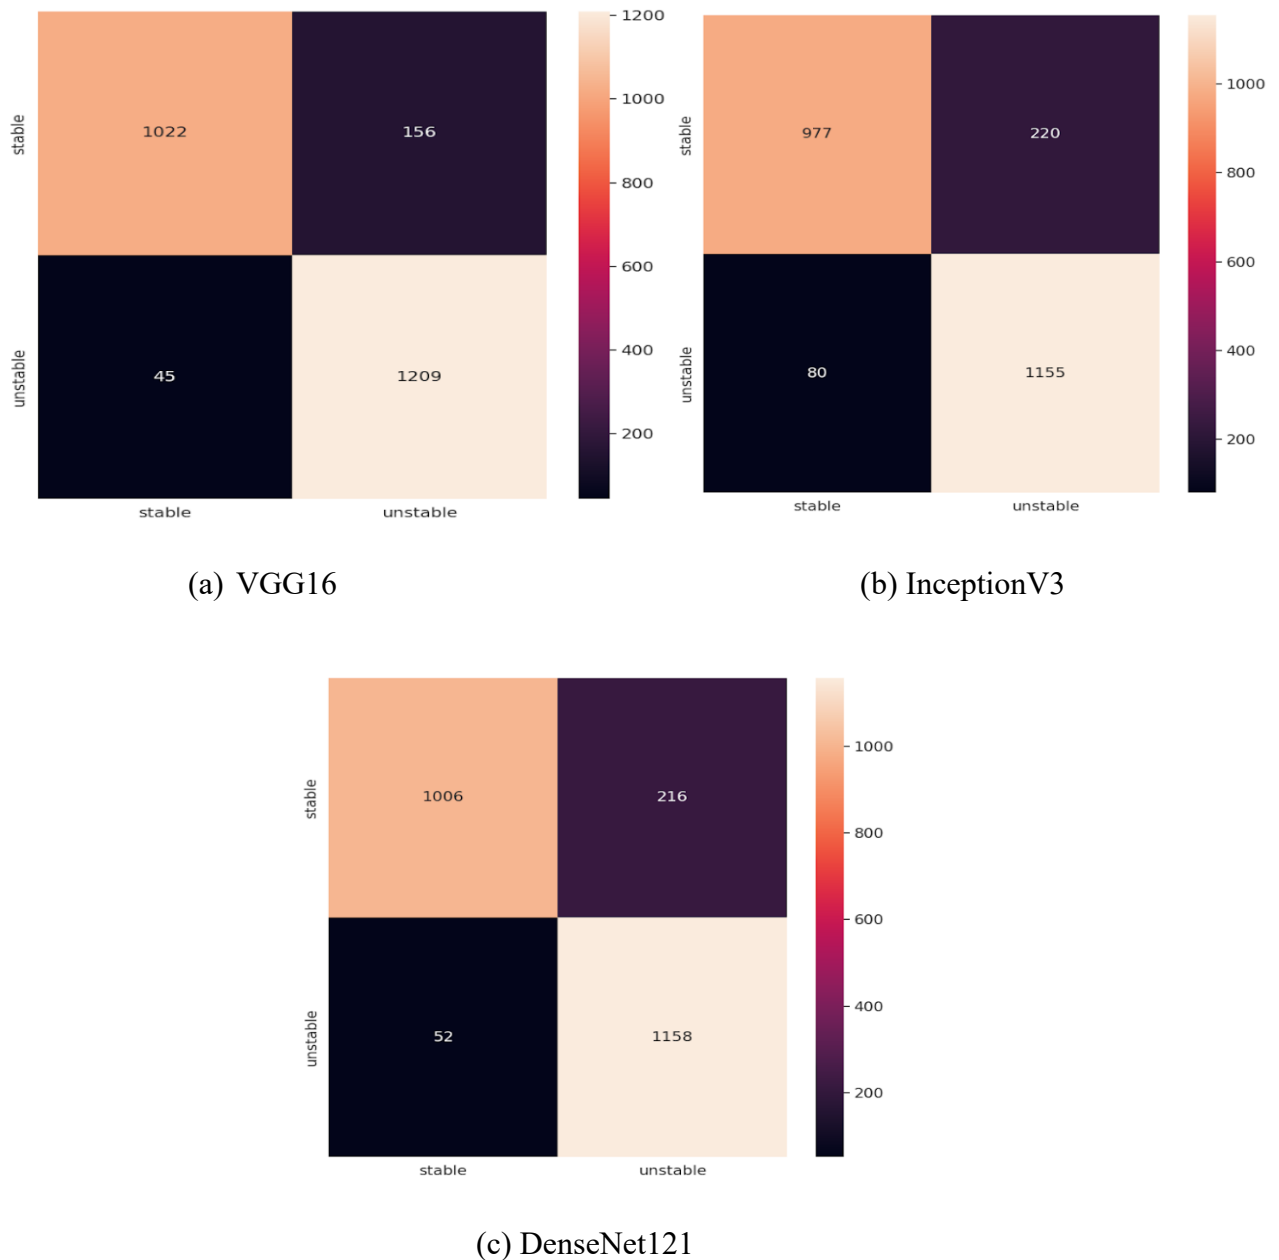 stable
1022
156
unstable
45
1209
stable
unstable
1200
1000
800
600
400
200
(a) VGG16
stable
977
220
unstable
80
1155
stable
unstable
1000
800
600
400
200
(b) InceptionV3
stable
1006
216
unstable
52
1158
stable
unstable
1000
800
600
400
200
(c) DenseNet121